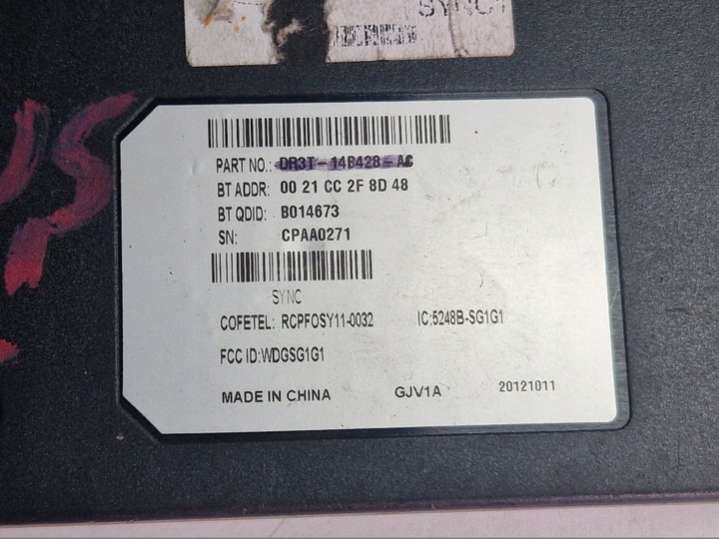 SYNC
PART NO.: DR3T-14B428-AC
BT ADDR: 00 21 CC 2F 8D 48
BT QDID: B014673
SN: CPAA0271
SYNC
COFETEL: RCPFOSY11-0032 IC:5248B-SG1G1
FCC ID:WDGSG1G1
MADE IN CHINA GJV1A 20121011